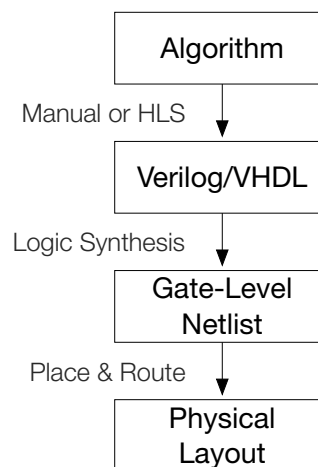 Algorithm
Manual or HLS
Verilog/VHDL
Logic Synthesis
Gate-Level
Netlist
Place & Route
Physical
Layout